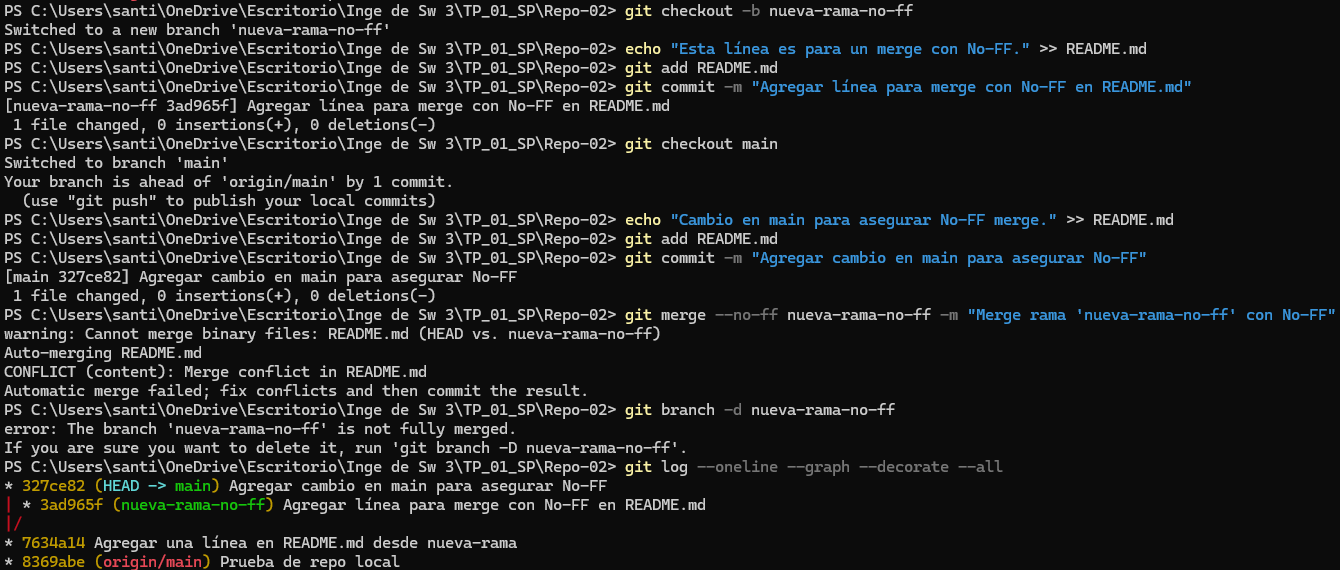 PS C:\Users\santi\OneDrive\Escritorio\Inge de Sw 3\TP_01_SP\Repo-02> git checkout -b nueva-rama-no-ff
Switched to a new branch 'nueva-rama-no-ff'
PS C:\Users\santi\OneDrive\Escritorio\Inge de Sw 3\TP_01_SP\Repo-02> echo "Esta línea es para un merge con No-FF." >> README.md
PS C:\Users\santi\OneDrive\Escritorio\Inge de Sw 3\TP_01_SP\Repo-02> git add README.md
PS C:\Users\santi\OneDrive\Escritorio\Inge de Sw 3\TP_01_SP\Repo-02> git commit -m "Agregar línea para merge con No-FF en README.md"
[nueva-rama-no-ff 3ad965f] Agregar línea para merge con No-FF en README.md
 1 file changed, 0 insertions(+), 0 deletions(-)
PS C:\Users\santi\OneDrive\Escritorio\Inge de Sw 3\TP_01_SP\Repo-02> git checkout main
Switched to branch 'main'
Your branch is ahead of 'origin/main' by 1 commit.
  (use "git push" to publish your local commits)
PS C:\Users\santi\OneDrive\Escritorio\Inge de Sw 3\TP_01_SP\Repo-02> echo "Cambio en main para asegurar No-FF merge." >> README.md
PS C:\Users\santi\OneDrive\Escritorio\Inge de Sw 3\TP_01_SP\Repo-02> git add README.md
PS C:\Users\santi\OneDrive\Escritorio\Inge de Sw 3\TP_01_SP\Repo-02> git commit -m "Agregar cambio en main para asegurar No-FF"
[main 327ce82] Agregar cambio en main para asegurar No-FF
 1 file changed, 0 insertions(+), 0 deletions(-)
PS C:\Users\santi\OneDrive\Escritorio\Inge de Sw 3\TP_01_SP\Repo-02> git merge --no-ff nueva-rama-no-ff -m "Merge rama 'nueva-rama-no-ff' con No-FF"
warning: Cannot merge binary files: README.md (HEAD vs. nueva-rama-no-ff)
Auto-merging README.md
CONFLICT (content): Merge conflict in README.md
Automatic merge failed; fix conflicts and then commit the result.
PS C:\Users\santi\OneDrive\Escritorio\Inge de Sw 3\TP_01_SP\Repo-02> git branch -d nueva-rama-no-ff
error: The branch 'nueva-rama-no-ff' is not fully merged.
If you are sure you want to delete it, run 'git branch -D nueva-rama-no-ff'.
PS C:\Users\santi\OneDrive\Escritorio\Inge de Sw 3\TP_01_SP\Repo-02> git log --oneline --graph --decorate --all
* 327ce82 (HEAD -> main) Agregar cambio en main para asegurar No-FF
| * 3ad965f (nueva-rama-no-ff) Agregar línea para merge con No-FF en README.md
|/
* 7634a14 Agregar una línea en README.md desde nueva-rama
* 8369abe (origin/main) Prueba de repo local